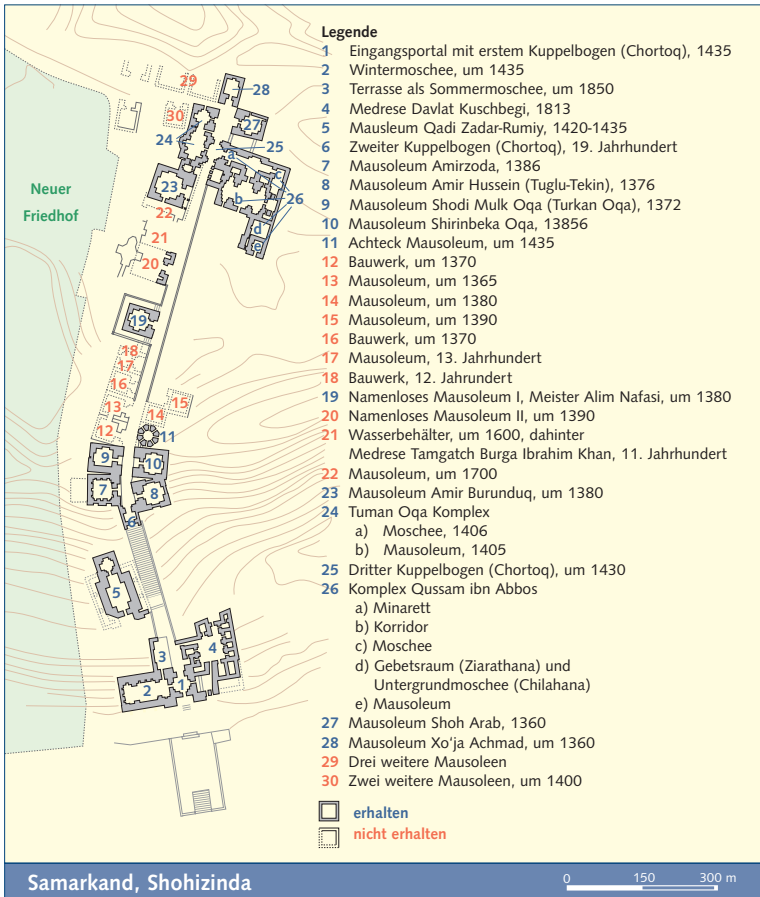 Legende
1 Eingangsportal mit erstem Kuppelbogen (Chortoq), 1435
2 Wintermoschee, um 1435
3 Terrasse als Sommermoschee, um 1850
4 Medrese Davlat Kuschbegi, 1813
5 Mausleum Qadi Zadar-Rumiy, 1420-1435
6 Zweiter Kuppelbogen (Chortoq), 19. Jahrhundert
7 Mausoleum Amirzoda, 1386
8 Mausoleum Amir Hussein (Tuglu-Tekin), 1376
9 Mausoleum Shodi Mulk Oqa (Turkan Oqa), 1372
10 Mausoleum Shirinbeka Oqa, 13856
11 Achteck Mausoleum, um 1435
12 Bauwerk, um 1370
13 Mausoleum, um 1365
14 Mausoleum, um 1380
15 Mausoleum, um 1390
16 Bauwerk, um 1370
17 Mausoleum, 13. Jahrhundert
18 Bauwerk, 12. Jahrundert
19 Namenloses Mausoleum I, Meister Alim Nafasi, um 1380
20 Namenloses Mausoleum II, um 1390
21 Wasserbehälter, um 1600, dahinter
Medrese Tamgatch Burga Ibrahim Khan, 11. Jahrhundert
22 Mausoleum, um 1700
23 Mausoleum Amir Burunduq, um 1380
24 Tuman Oqa Komplex
a) Moschee, 1406
b) Mausoleum, 1405
25 Dritter Kuppelbogen (Chortoq), um 1430
26 Komplex Qussam ibn Abbos
a) Minarett
b) Korridor
c) Moschee
d) Gebetsraum (Ziarathana) und
Untergrundmoschee (Chilahana)
e) Mausoleum
27 Mausoleum Shoh Arab, 1360
28 Mausoleum Xo'ja Achmad, um 1360
29 Drei weitere Mausoleen
30 Zwei weitere Mausoleen, um 1400
erhalten
nicht erhalten
Neuer
Friedhof
29
28
30
27
24
25
a
c
23
b
26
22
d
21
e
20
19
18
17
16
15
13
14
12
11
9
10
7
8
6
5
4
3
2
1
Samarkand, Shohizinda
0 150 300 m